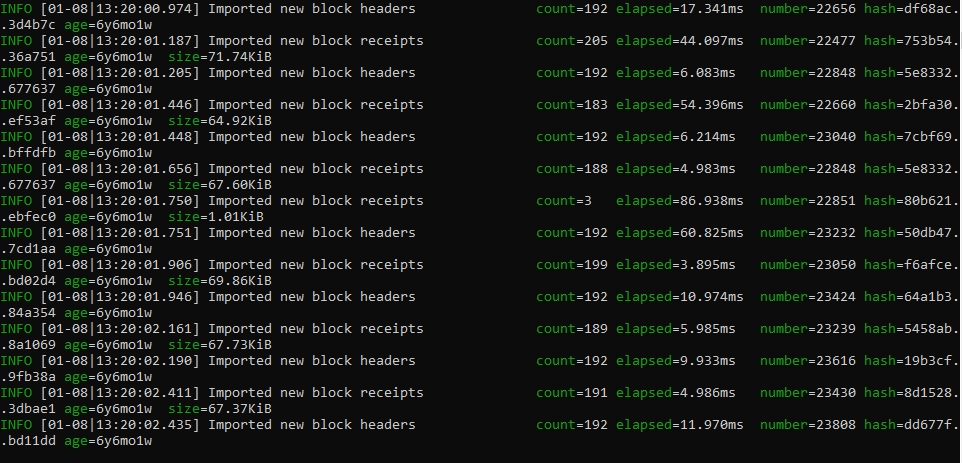 INFO [01-08|13:20:00.974] Imported new block headers count=192 elapsed=17.341ms number=22656 hash=df68ac.
.3d4b7c age=6y6mo1w
INFO [01-08|13:20:01.187] Imported new block receipts count=205 elapsed=44.097ms number=22477 hash=753b54.
.36a751 age=6y6mo1w size=71.74KiB
INFO [01-08|13:20:01.205] Imported new block headers count=192 elapsed=6.083ms number=22848 hash=5e8332.
.677637 age=6y6mo1w
INFO [01-08|13:20:01.446] Imported new block receipts count=183 elapsed=54.396ms number=22660 hash=2bfa30.
.ef53af age=6y6mo1w size=64.92KiB
INFO [01-08|13:20:01.448] Imported new block headers count=192 elapsed=6.214ms number=23040 hash=7cbf69.
.bffdfb age=6y6mo1w
INFO [01-08|13:20:01.656] Imported new block receipts count=188 elapsed=4.983ms number=22848 hash=5e8332.
.677637 age=6y6mo1w size=67.60KiB
INFO [01-08|13:20:01.750] Imported new block receipts count=3 elapsed=86.938ms number=22851 hash=80b621.
.ebfec0 age=6y6mo1w size=1.01KiB
INFO [01-08|13:20:01.751] Imported new block headers count=192 elapsed=60.825ms number=23232 hash=50db47.
.7cd1aa age=6y6mo1w
INFO [01-08|13:20:01.906] Imported new block receipts count=199 elapsed=3.895ms number=23050 hash=f6afce.
.bd02d4 age=6y6mo1w size=69.86KiB
INFO [01-08|13:20:01.946] Imported new block headers count=192 elapsed=10.974ms number=23424 hash=64a1b3.
.84a354 age=6y6mo1w
INFO [01-08|13:20:02.161] Imported new block receipts count=189 elapsed=5.985ms number=23239 hash=5458ab.
.8a1069 age=6y6mo1w size=67.73KiB
INFO [01-08|13:20:02.190] Imported new block headers count=192 elapsed=9.933ms number=23616 hash=19b3cf.
.9fb38a age=6y6mo1w
INFO [01-08|13:20:02.411] Imported new block receipts count=191 elapsed=4.986ms number=23430 hash=8d1528.
.3dbae1 age=6y6mo1w size=67.37KiB
INFO [01-08|13:20:02.435] Imported new block headers count=192 elapsed=11.970ms number=23808 hash=dd677f.
.bd11dd age=6y6mo1w